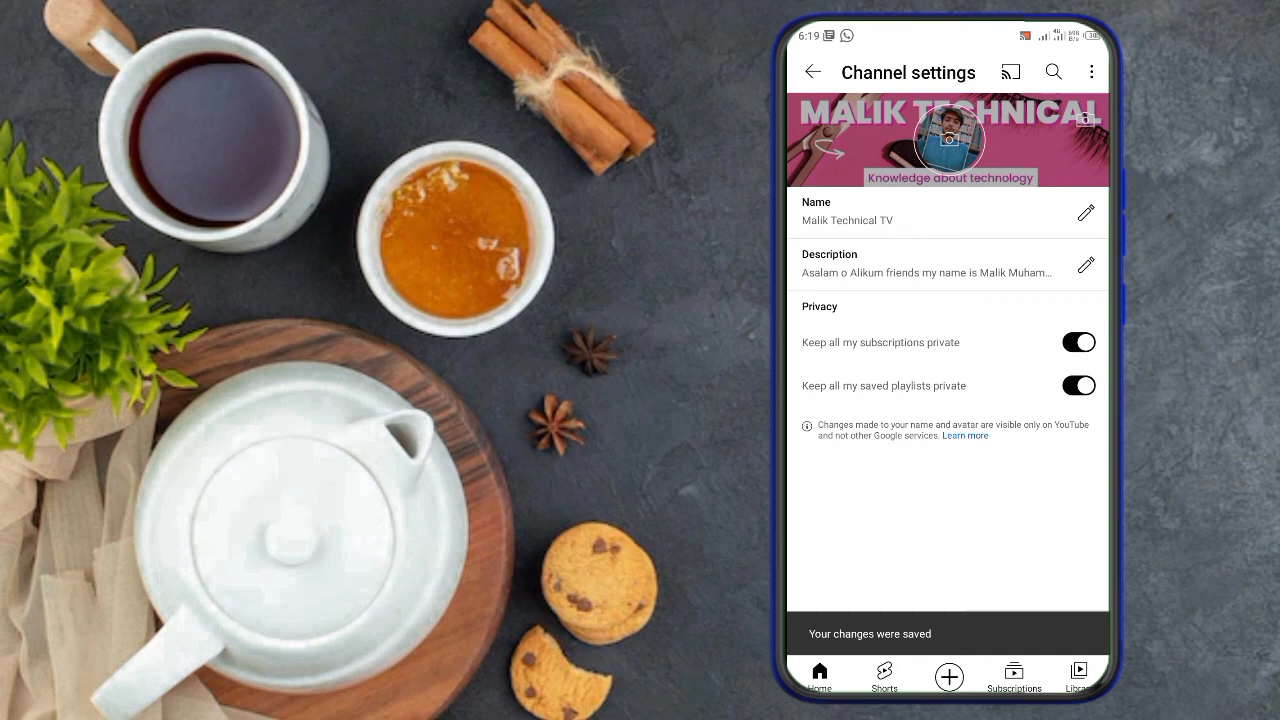 6:19
Channel settings
MALIK TECHNICAL
Knowledge about technology
Name
Malik Technical TV
Description
Asalam o Alikum friends my name is Malik Muham...
Privacy
Keep all my subscriptions private
Keep all my saved playlists private
Changes made to your name and avatar are visible only on YouTube
and not other Google services. Learn more
Your changes were saved
Home Shorts Subscriptions Library